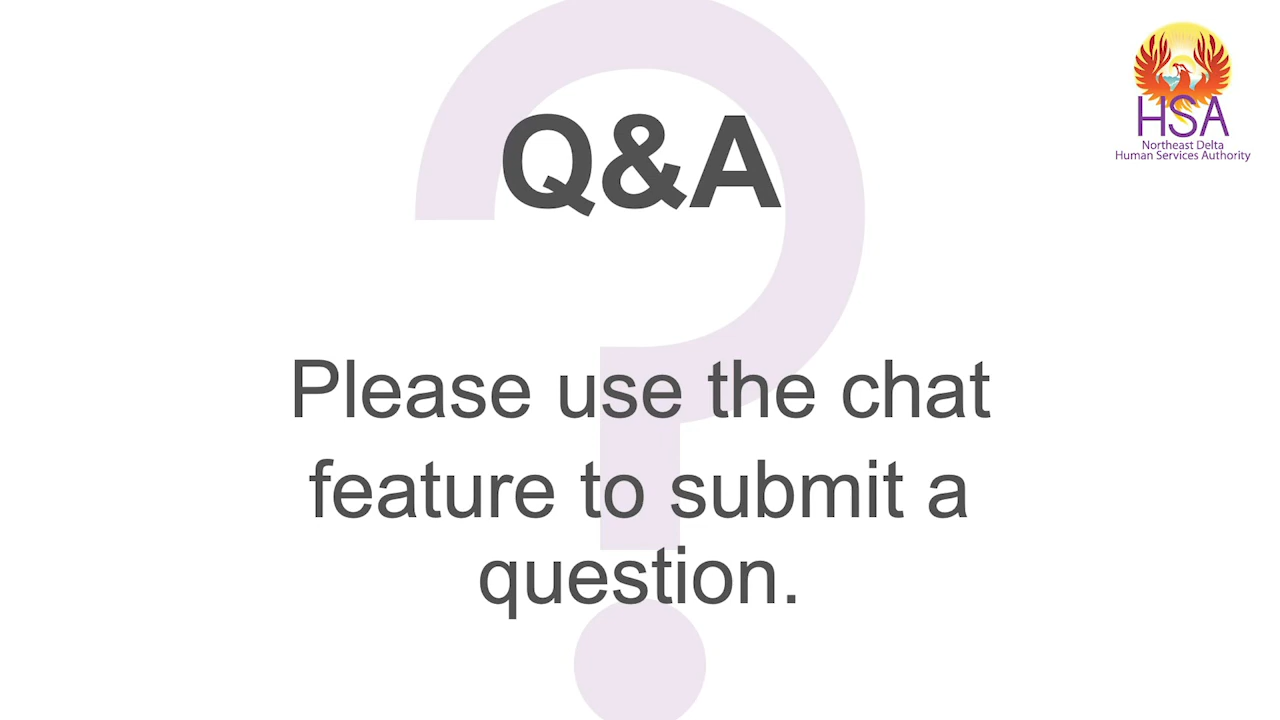 HSA
Northeast Delta
Human Services Authority
Q&A
Please use the chat
feature to submit a
question.